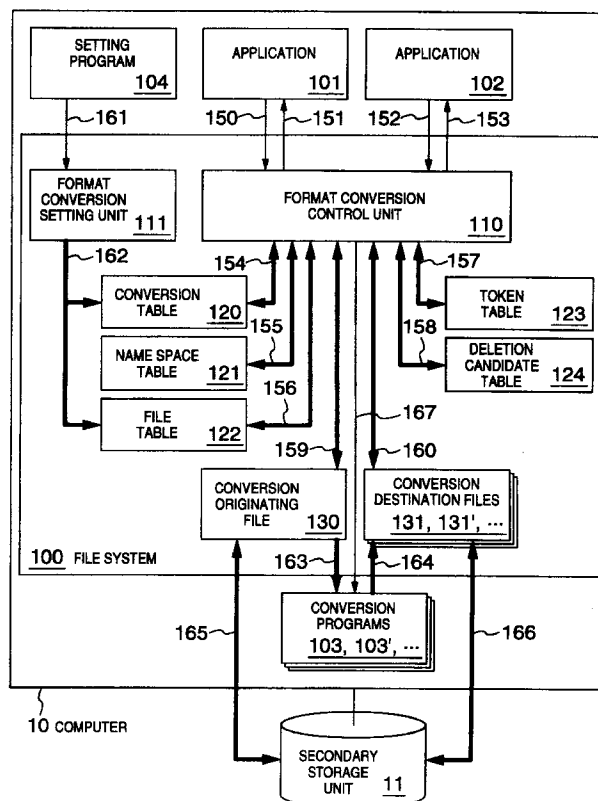 SETTING
PROGRAM
104
APPLICATION
101
APPLICATION
102
161
150
151
152
153
FORMAT
CONVERSION
SETTING UNIT
111
FORMAT CONVERSION
CONTROL UNIT
110
162
154
157
CONVERSION
TABLE
120
TOKEN
TABLE
123
155
158
NAME SPACE
TABLE
121
DELETION
CANDIDATE
TABLE
124
156
FILE
TABLE
122
167
159
160
CONVERSION
ORIGINATING
FILE
130
CONVERSION
DESTINATION FILES
131, 131', ...
100 FILE SYSTEM
163
164
165
CONVERSION
PROGRAMS
103, 103', ...
166
10 COMPUTER
SECONDARY
STORAGE
UNIT
11